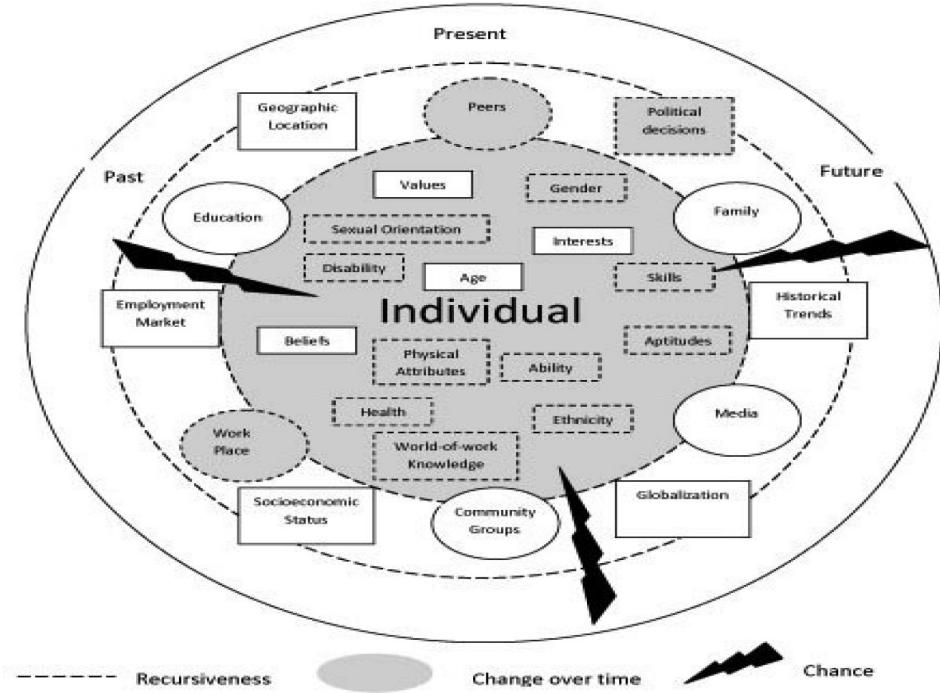 Present
Geographic
Location
Peers
Political
decisions
Past
Future
Values
Gender
Education
Family
Sexual Orientation
Interests
Disability
Age
Skills
Employment
Market
Individual
Historical
Trends
Beliefs
Physical
Attributes
Ability
Aptitudes
Health
Ethnicity
Media
Work
Place
World-of-work
Knowledge
Socioeconomic
Status
Community
Groups
Globalization
Recursiveness
Change over time
Chance